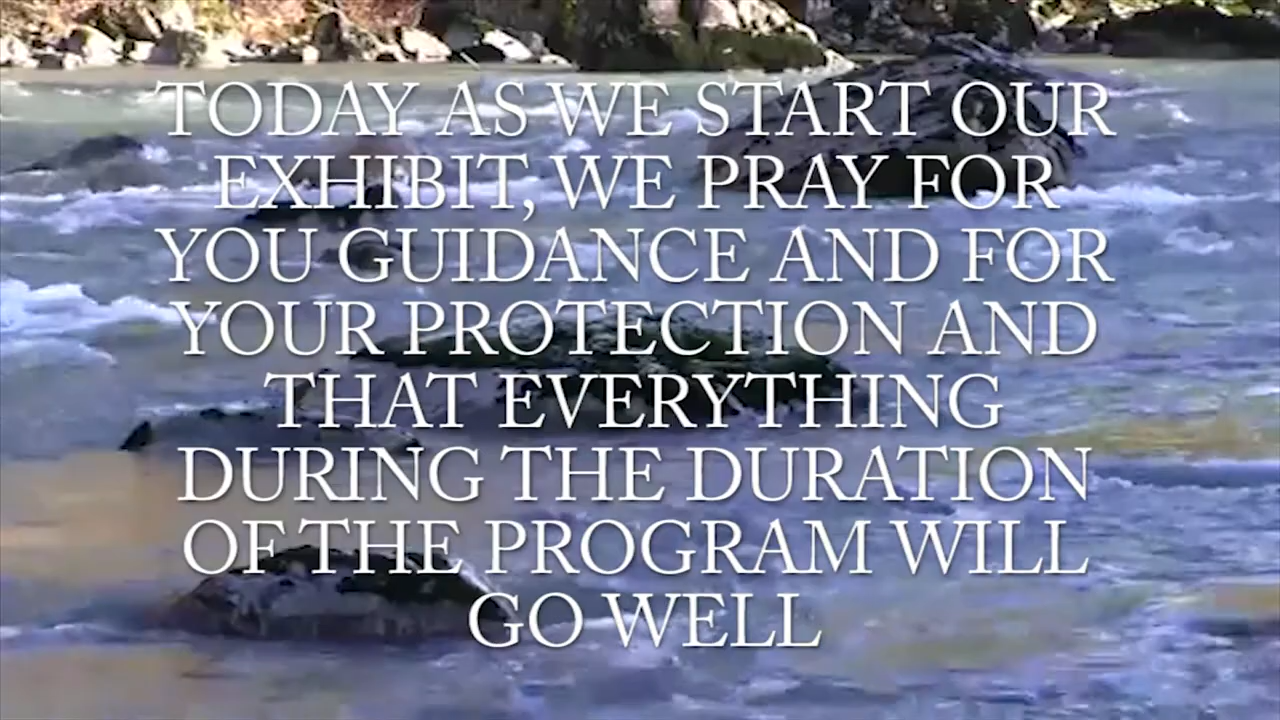 TODAY AS WE START OUR
EXHIBIT, WE PRAY FOR
YOU GUIDANCE AND FOR
YOUR PROTECTION AND
THAT EVERYTHING
DURING THE DURATION
OF THE PROGRAM WILL
GO WELL